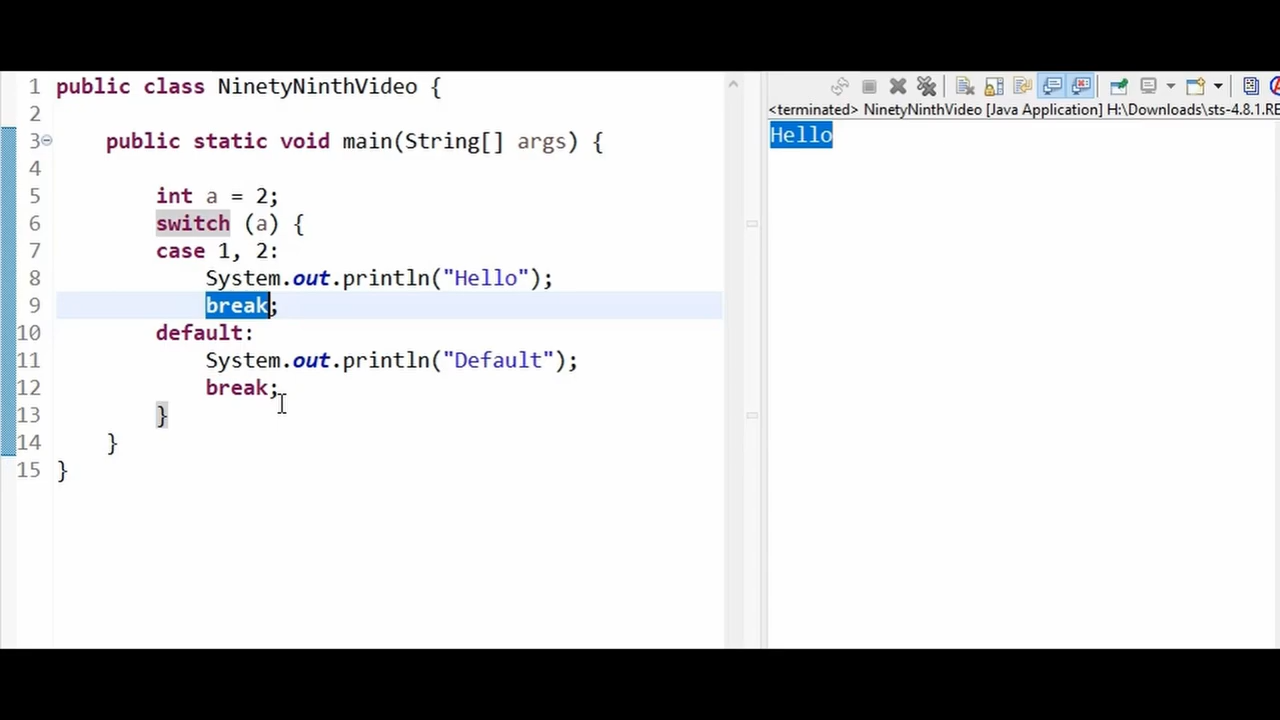 1 public class NinetyNinthVideo {
2
3 public static void main(String[] args) {
4
5 int a = 2;
6 switch (a) {
7 case 1, 2:
8 System.out.println("Hello");
9 break;
10 default:
11 System.out.println("Default");
12 break;
13 }
14 }
15 }
<terminated> NinetyNinthVideo [Java Application] H:\Downloads\sts-4.8.1.RE
Hello